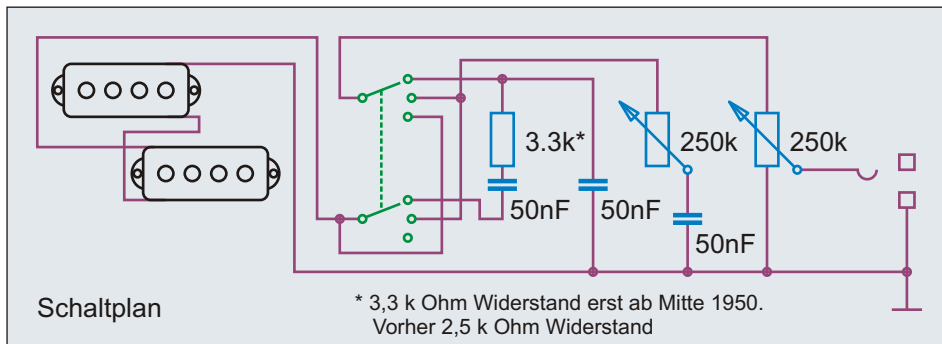 3.3k*
250k
250k
50nF
50nF
50nF
Schaltplan
* 3,3 k Ohm Widerstand erst ab Mitte 1950.
Vorher 2,5 k Ohm Widerstand